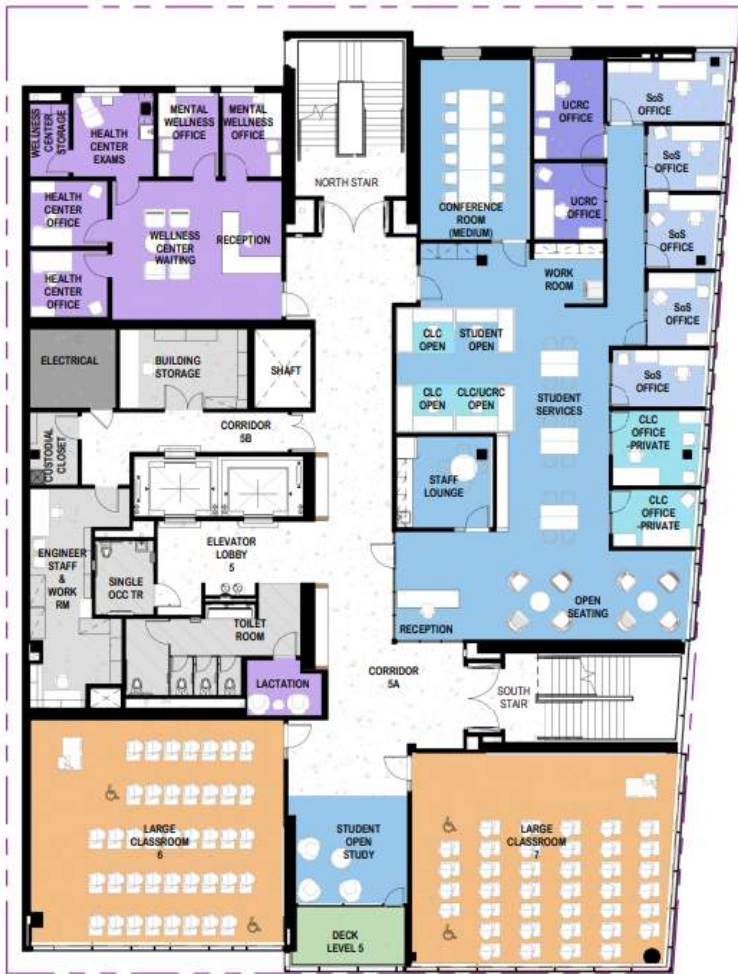 WELLNESS
CENTER
STORAGE
HEALTH
CENTER
EXAMS
MENTAL
WELLNESS
OFFICE
MENTAL
WELLNESS
OFFICE
NORTH STAIR
CONFERENCE
ROOM
(MEDIUM)
UCRC
OFFICE
SoS
OFFICE
SoS
OFFICE
HEALTH
CENTER
OFFICE
WELLNESS
CENTER
WAITING
RECEPTION
UCRC
OFFICE
SoS
OFFICE
HEALTH
CENTER
OFFICE
WORK
ROOM
SoS
OFFICE
ELECTRICAL
BUILDING
STORAGE
SHAFT
CLC
OPEN
STUDENT
OPEN
SoS
OFFICE
CLC
OPEN
CLC/UCRC
OPEN
STUDENT
SERVICES
CUSTODIAL
CLOSET
CORRIDOR
5B
CLC
OFFICE
-PRIVATE
STAFF
LOUNGE
CLC
OFFICE
-PRIVATE
ENGINEER
STAFF
&
WORK
RM
SINGLE
OCC TR
ELEVATOR
LOBBY
5
TOILET
ROOM
RECEPTION
OPEN
SEATING
LACTATION
CORRIDOR
5A
SOUTH
STAIR
LARGE
CLASSROOM
6
STUDENT
OPEN
STUDY
LARGE
CLASSROOM
7
DECK
LEVEL 5